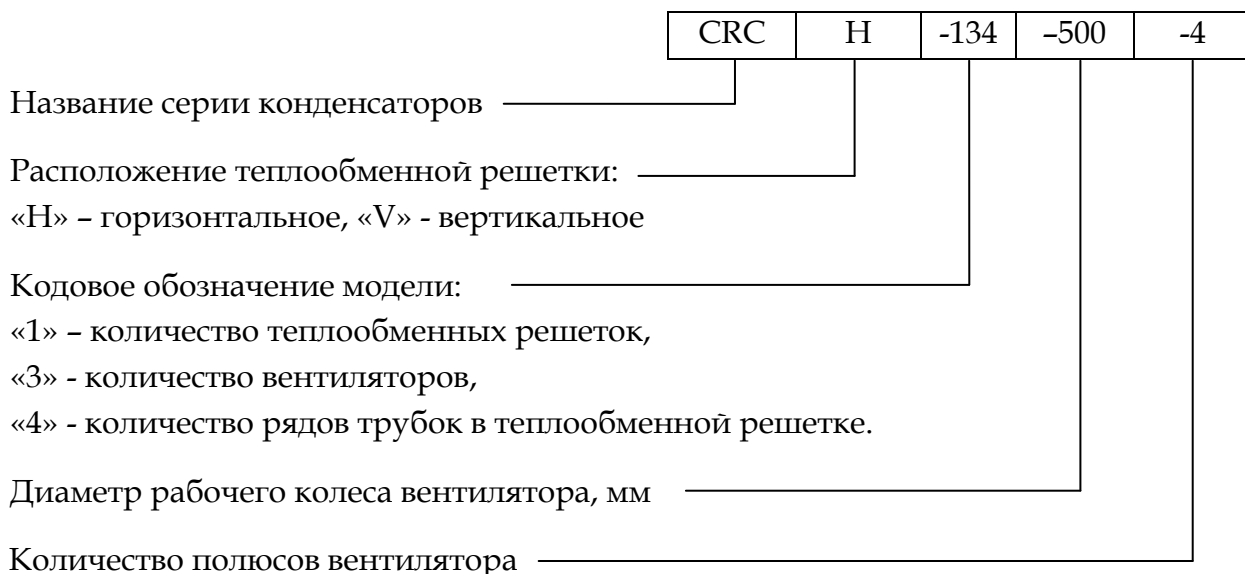 CRC H -134 –500 -4
Название серии конденсаторов
Расположение теплообменной решетки:
«H» – горизонтальное, «V» - вертикальное
Кодовое обозначение модели:
«1» – количество теплообменных решеток,
«3» - количество вентиляторов,
«4» - количество рядов трубок в теплообменной решетке.
Диаметр рабочего колеса вентилятора, мм
Количество полюсов вентилятора